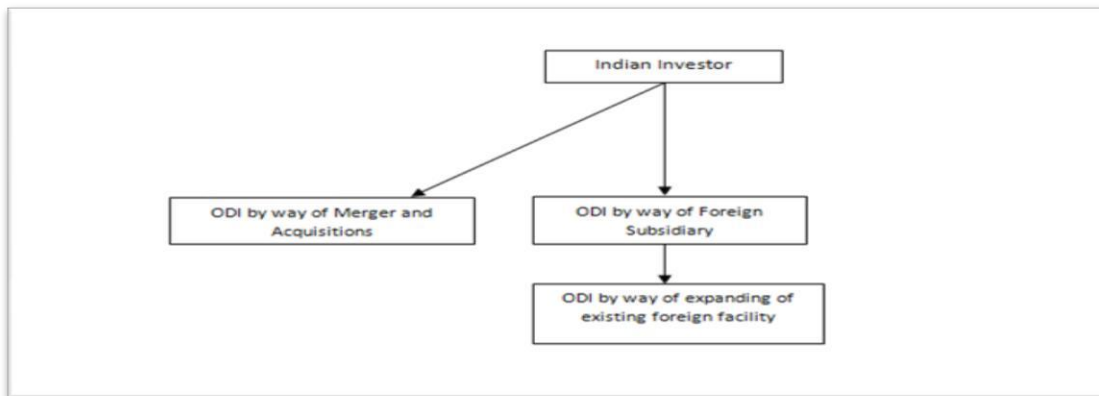 Indian Investor
ODI by way of Merger and
Acquisitions
ODI by way of Foreign
Subsidiary
ODI by way of expanding of
existing foreign facility